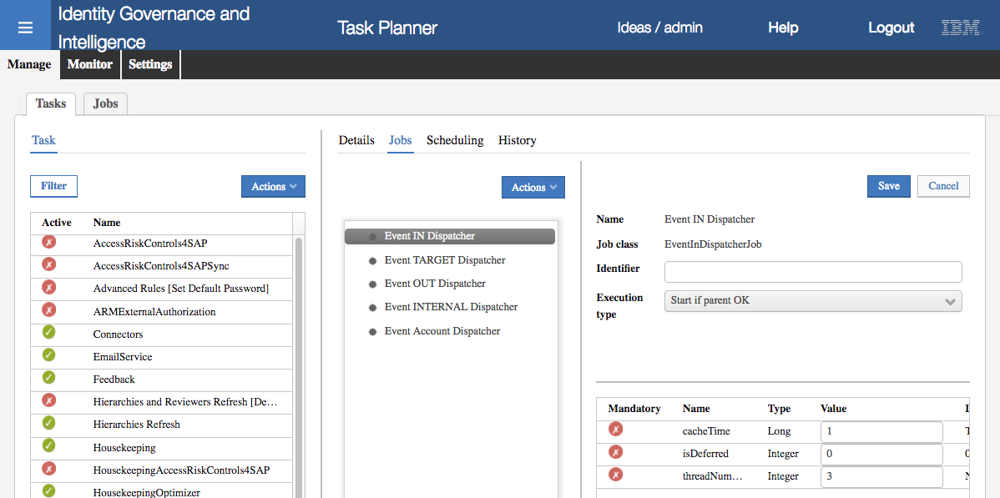 Identity Governance and
Intelligence
Task Planner
Ideas / admin
Help
Logout
IBM
Manage
Monitor
Settings
Tasks
Jobs
Task
Filter
Actions
Active Name
AccessRiskControls4SAP
AccessRiskControls4SAPSync
Advanced Rules [Set Default Password]
ARMExternalAuthorization
Connectors
EmailService
Feedback
Hierarchies and Reviewers Refresh [De…
Hierarchies Refresh
Housekeeping
HousekeepingAccessRiskControls4SAP
HousekeepingOptimizer
Details Jobs Scheduling History
Actions
Event IN Dispatcher
Event TARGET Dispatcher
Event OUT Dispatcher
Event INTERNAL Dispatcher
Event Account Dispatcher
Save Cancel
Name Event IN Dispatcher
Job class EventInDispatcherJob
Identifier
Execution
type
Start if parent OK
Mandatory Name Type Value
cacheTime Long 1
isDeferred Integer 0
threadNum… Integer 3